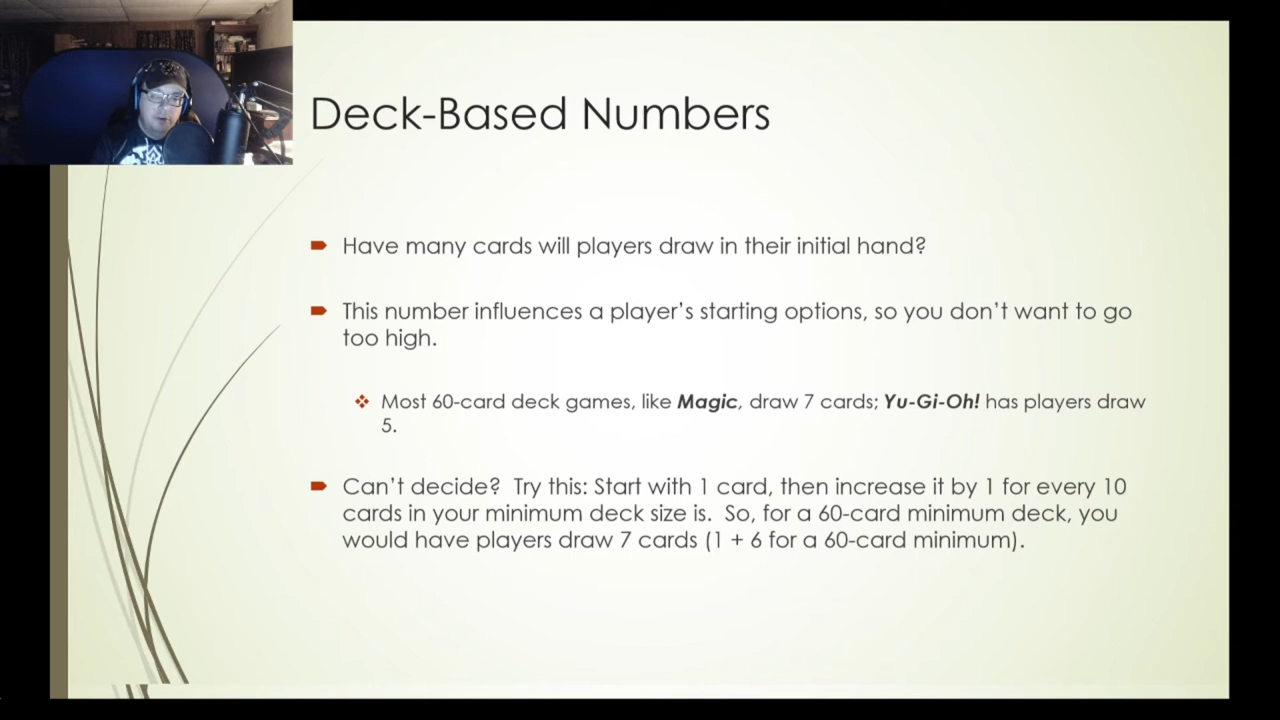 Deck-Based Numbers
Have many cards will players draw in their initial hand?
This number influences a player's starting options, so you don't want to go
too high.
Most 60-card deck games, like Magic, draw 7 cards; Yu-Gi-Oh! has players draw
5.
Can't decide? Try this: Start with 1 card, then increase it by 1 for every 10
cards in your minimum deck size is. So, for a 60-card minimum deck, you
would have players draw 7 cards (1 + 6 for a 60-card minimum).